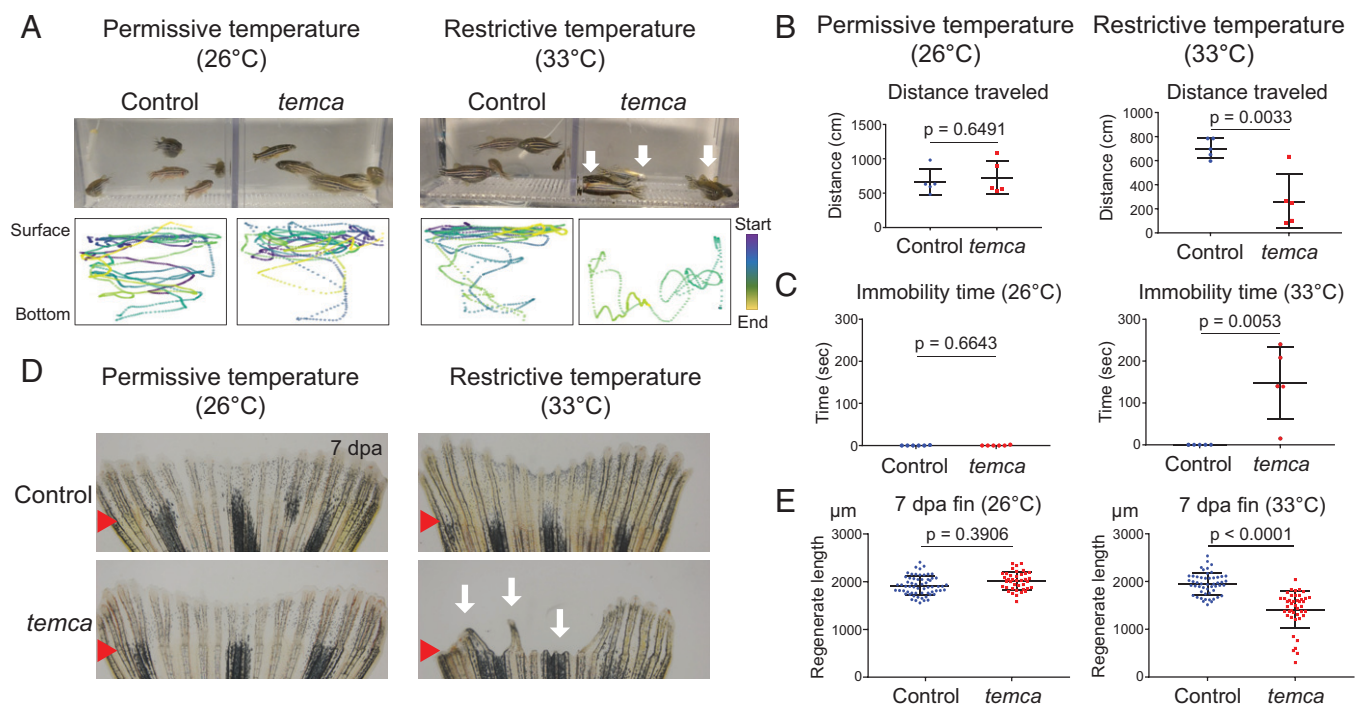 A
Permissive temperature
(26°C)
Restrictive temperature
(33°C)
Control
temca
Control
temca
Surface
Bottom
Start
End
B
Permissive temperature
(26°C)
Restrictive temperature
(33°C)
Distance traveled
p = 0.6491
Distance (cm)
1500
1000
500
0
Control temca
Distance traveled
p = 0.0033
Distance (cm)
1000
800
600
400
200
0
Control
temca
C
Immobility time (26°C)
p = 0.6643
Time (sec)
300
200
100
0
Control
temca
Immobility time (33°C)
p = 0.0053
Time (sec)
300
200
100
0
Control
temca
D
Permissive temperature
(26°C)
Restrictive temperature
(33°C)
7 dpa
Control
temca
E
µm
7 dpa fin (26°C)
p = 0.3906
Regenerate length
4000
3000
2000
1000
0
Control
temca
µm
7 dpa fin (33°C)
p < 0.0001
Regenerate length
4000
3000
2000
1000
0
Control
temca